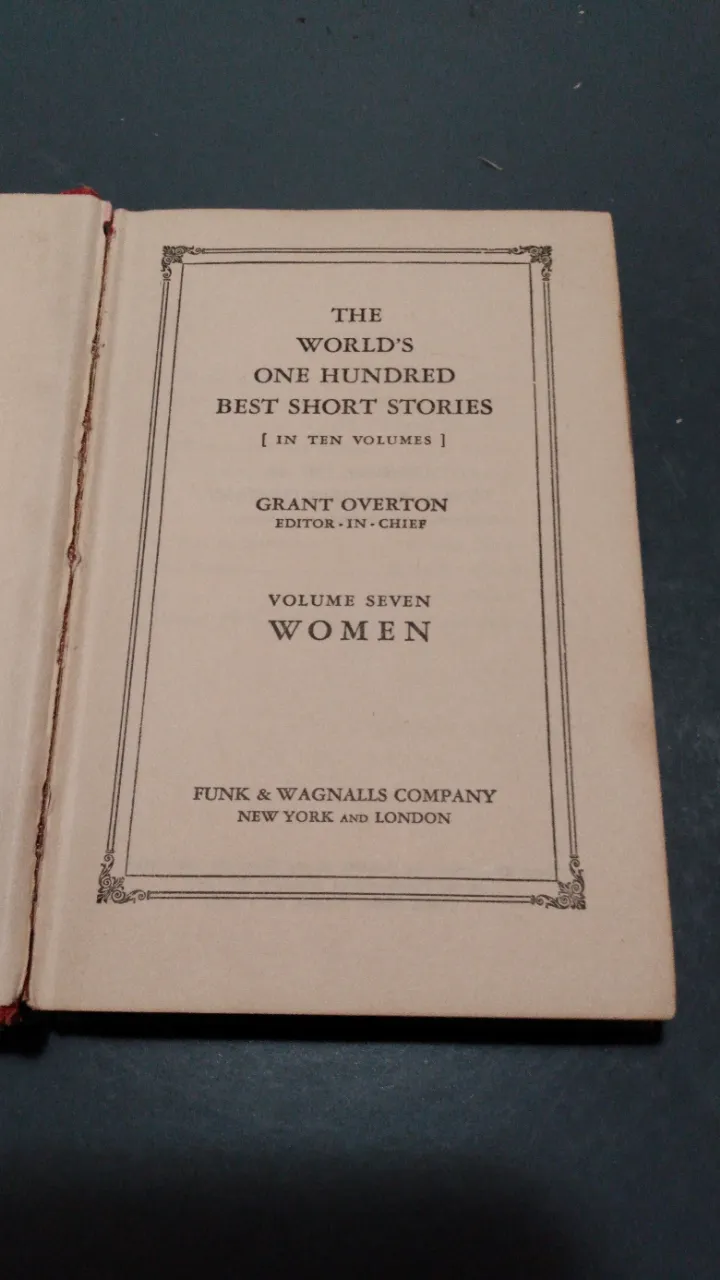 THE
WORLD'S
ONE HUNDRED
BEST SHORT STORIES
[ IN TEN VOLUMES ]
GRANT OVERTON
EDITOR-IN-CHIEF
VOLUME SEVEN
WOMEN
FUNK & WAGNALLS COMPANY
NEW YORK AND LONDON